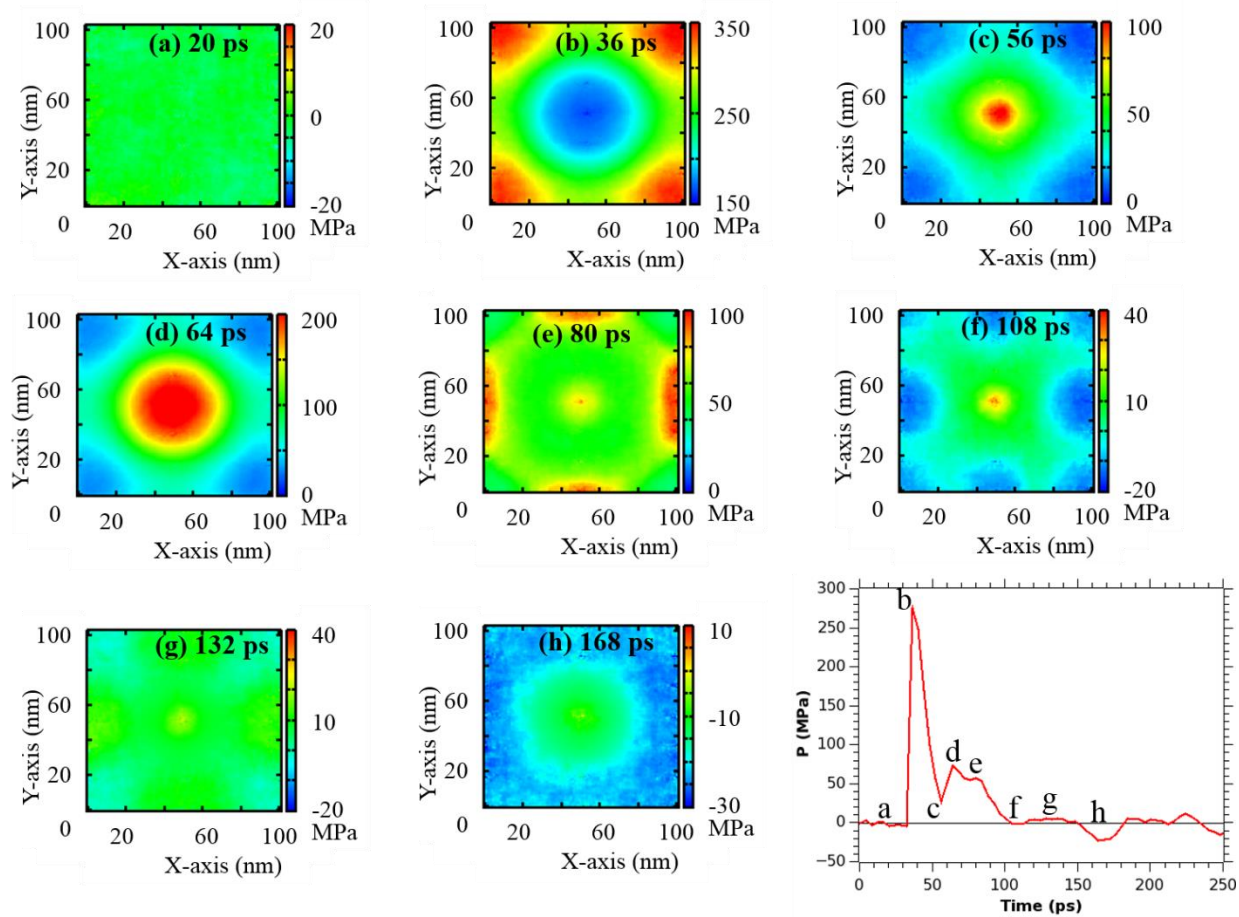 (a) 20 ps
100
60
20
0
20 60 100
Y-axis (nm)
X-axis (nm)
20
0
-20
MPa
(b) 36 ps
100
60
20
0
20 60 100
Y-axis (nm)
X-axis (nm)
350
250
150
MPa
(c) 56 ps
100
60
20
0
20 60 100
Y-axis (nm)
X-axis (nm)
100
50
0
MPa
(d) 64 ps
100
60
20
0
20 60 100
Y-axis (nm)
X-axis (nm)
200
100
0
MPa
(e) 80 ps
100
60
20
0
20 60 100
Y-axis (nm)
X-axis (nm)
100
50
0
MPa
(f) 108 ps
100
60
20
0
20 60 100
Y-axis (nm)
X-axis (nm)
40
10
-20
MPa
(g) 132 ps
100
60
20
0
20 60 100
Y-axis (nm)
X-axis (nm)
40
10
-20
MPa
(h) 168 ps
100
60
20
0
20 60 100
Y-axis (nm)
X-axis (nm)
10
-10
-30
MPa
300
250
200
150
100
50
0
-50
P (MPa)
a
b
c
d
e
f
g
h
0 50 100 150 200 250
Time (ps)